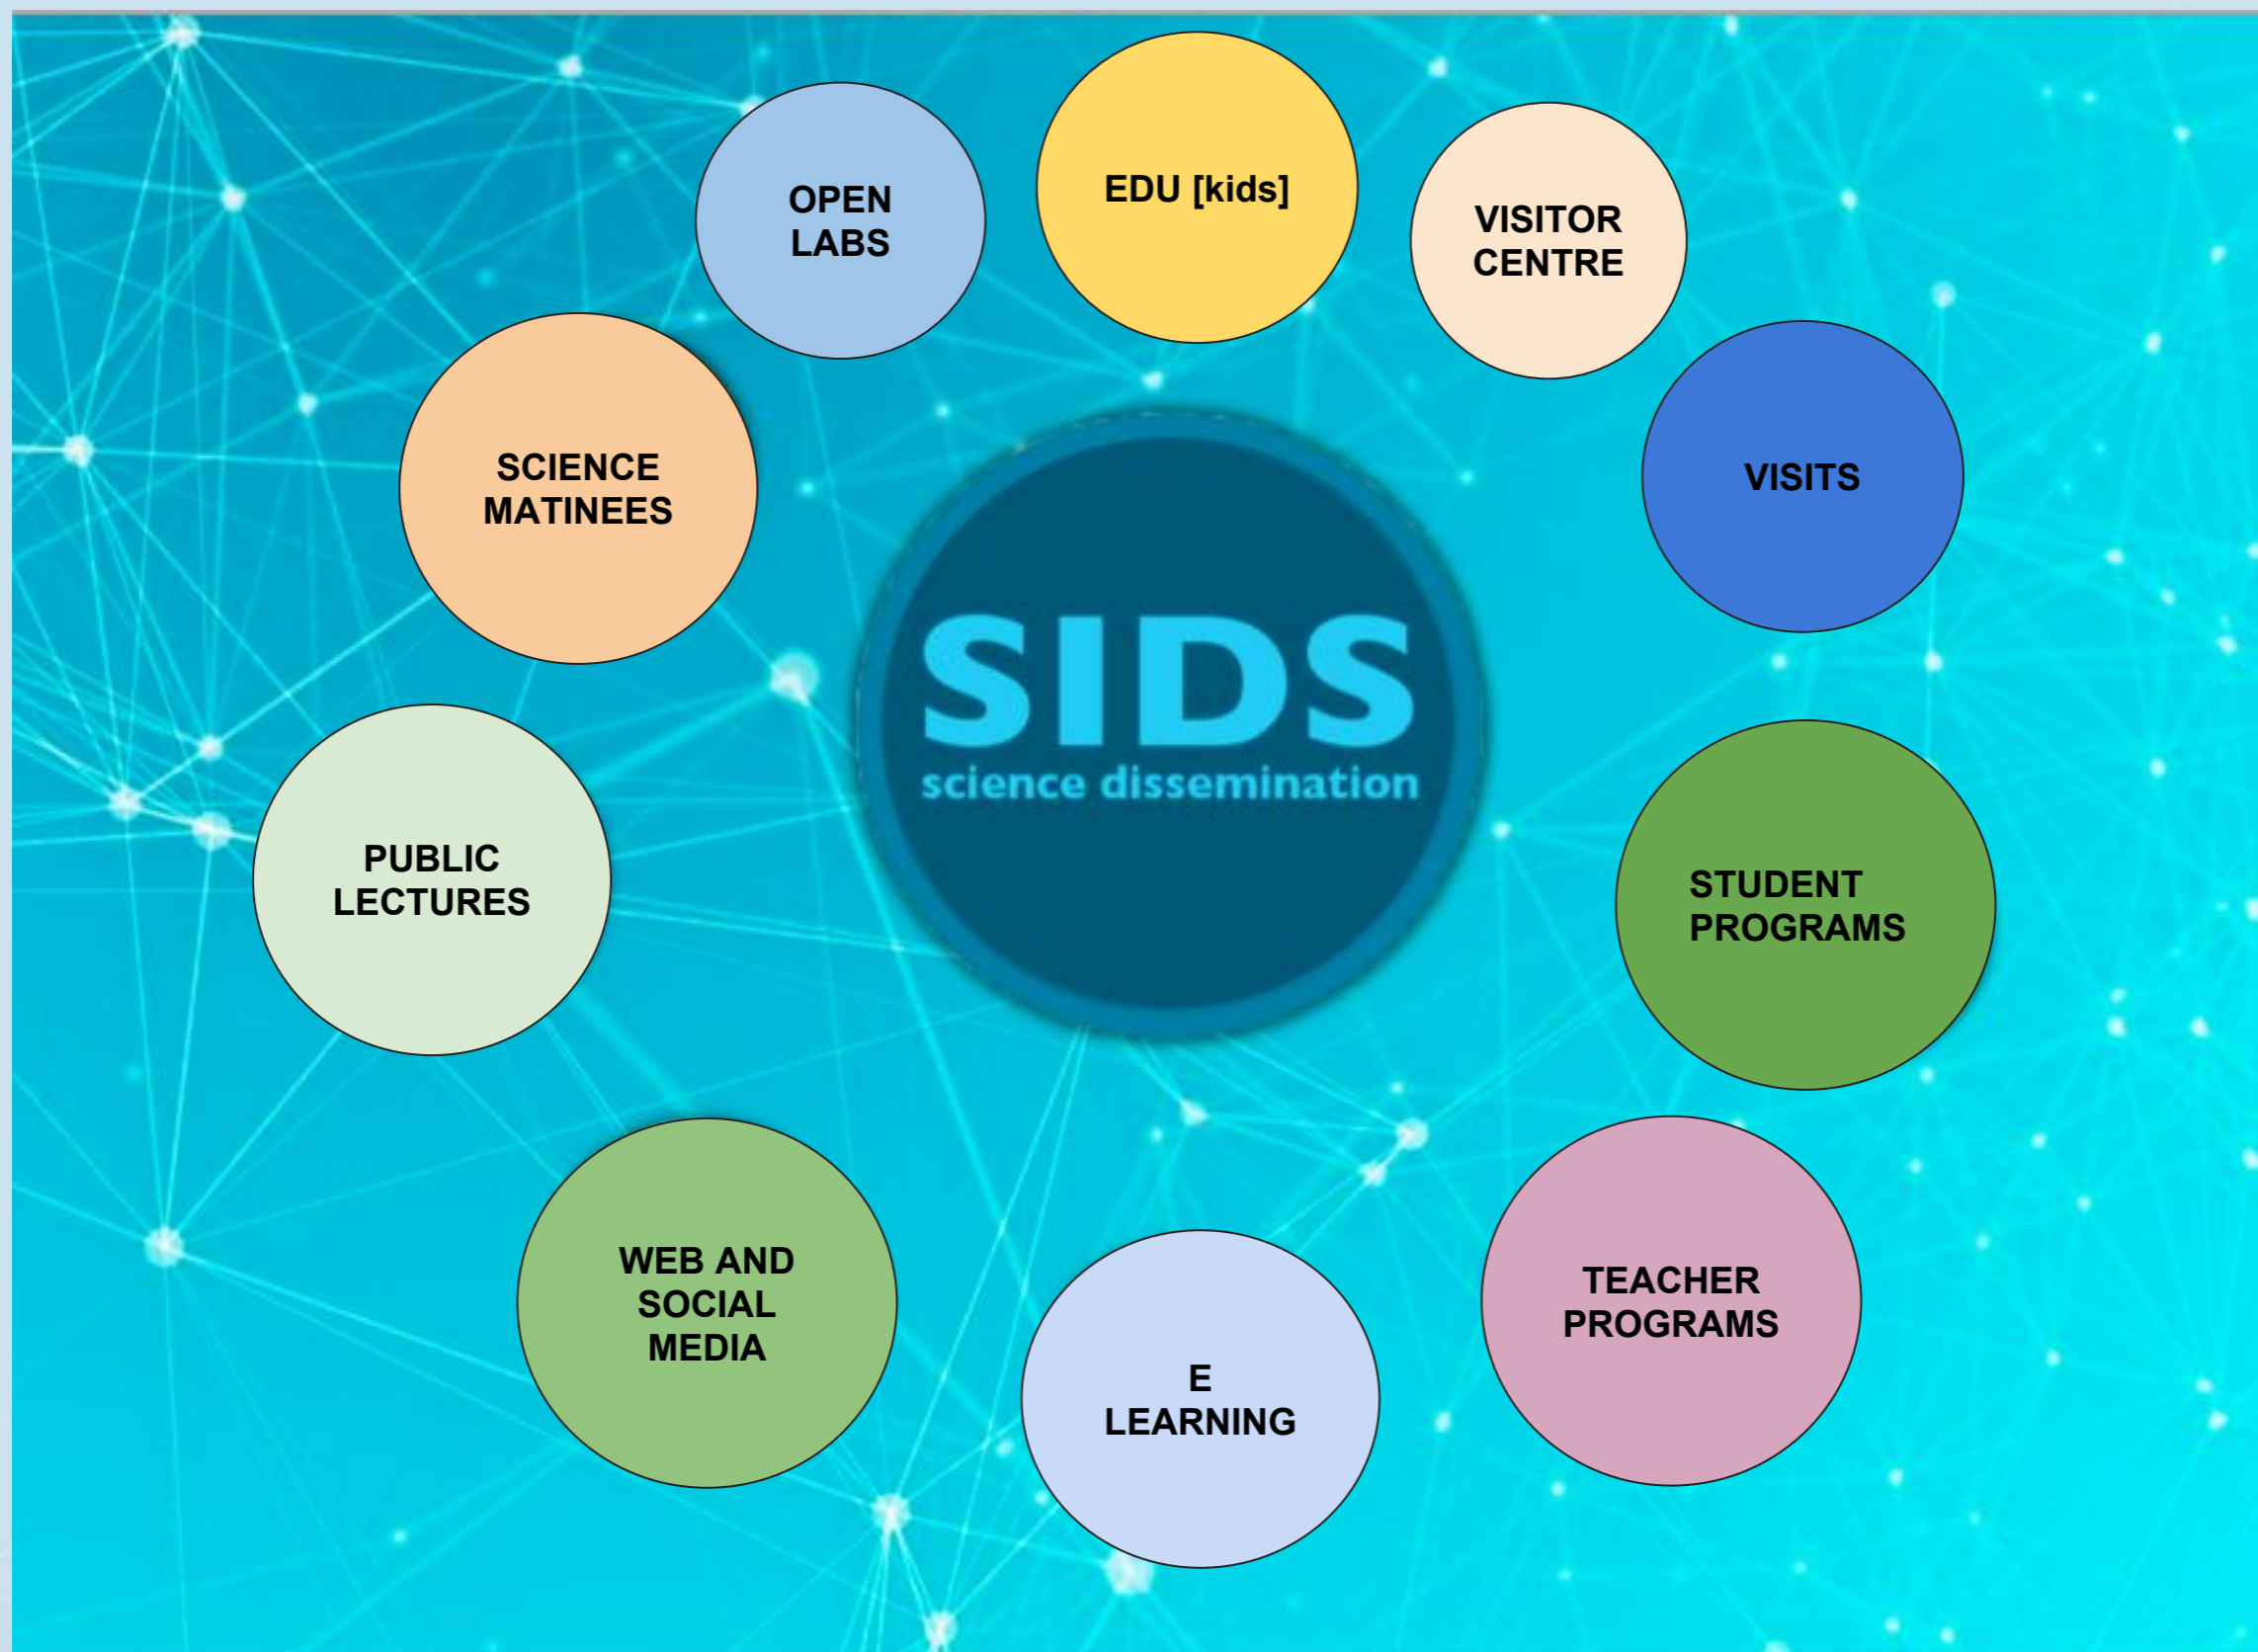 EDU [kids]
OPEN
LABS
VISITOR
CENTRE
SCIENCE
MATINEES
VISITS
SIDS
science dissemination
PUBLIC
LECTURES
STUDENT
PROGRAMS
WEB AND
SOCIAL
MEDIA
TEACHER
PROGRAMS
E
LEARNING